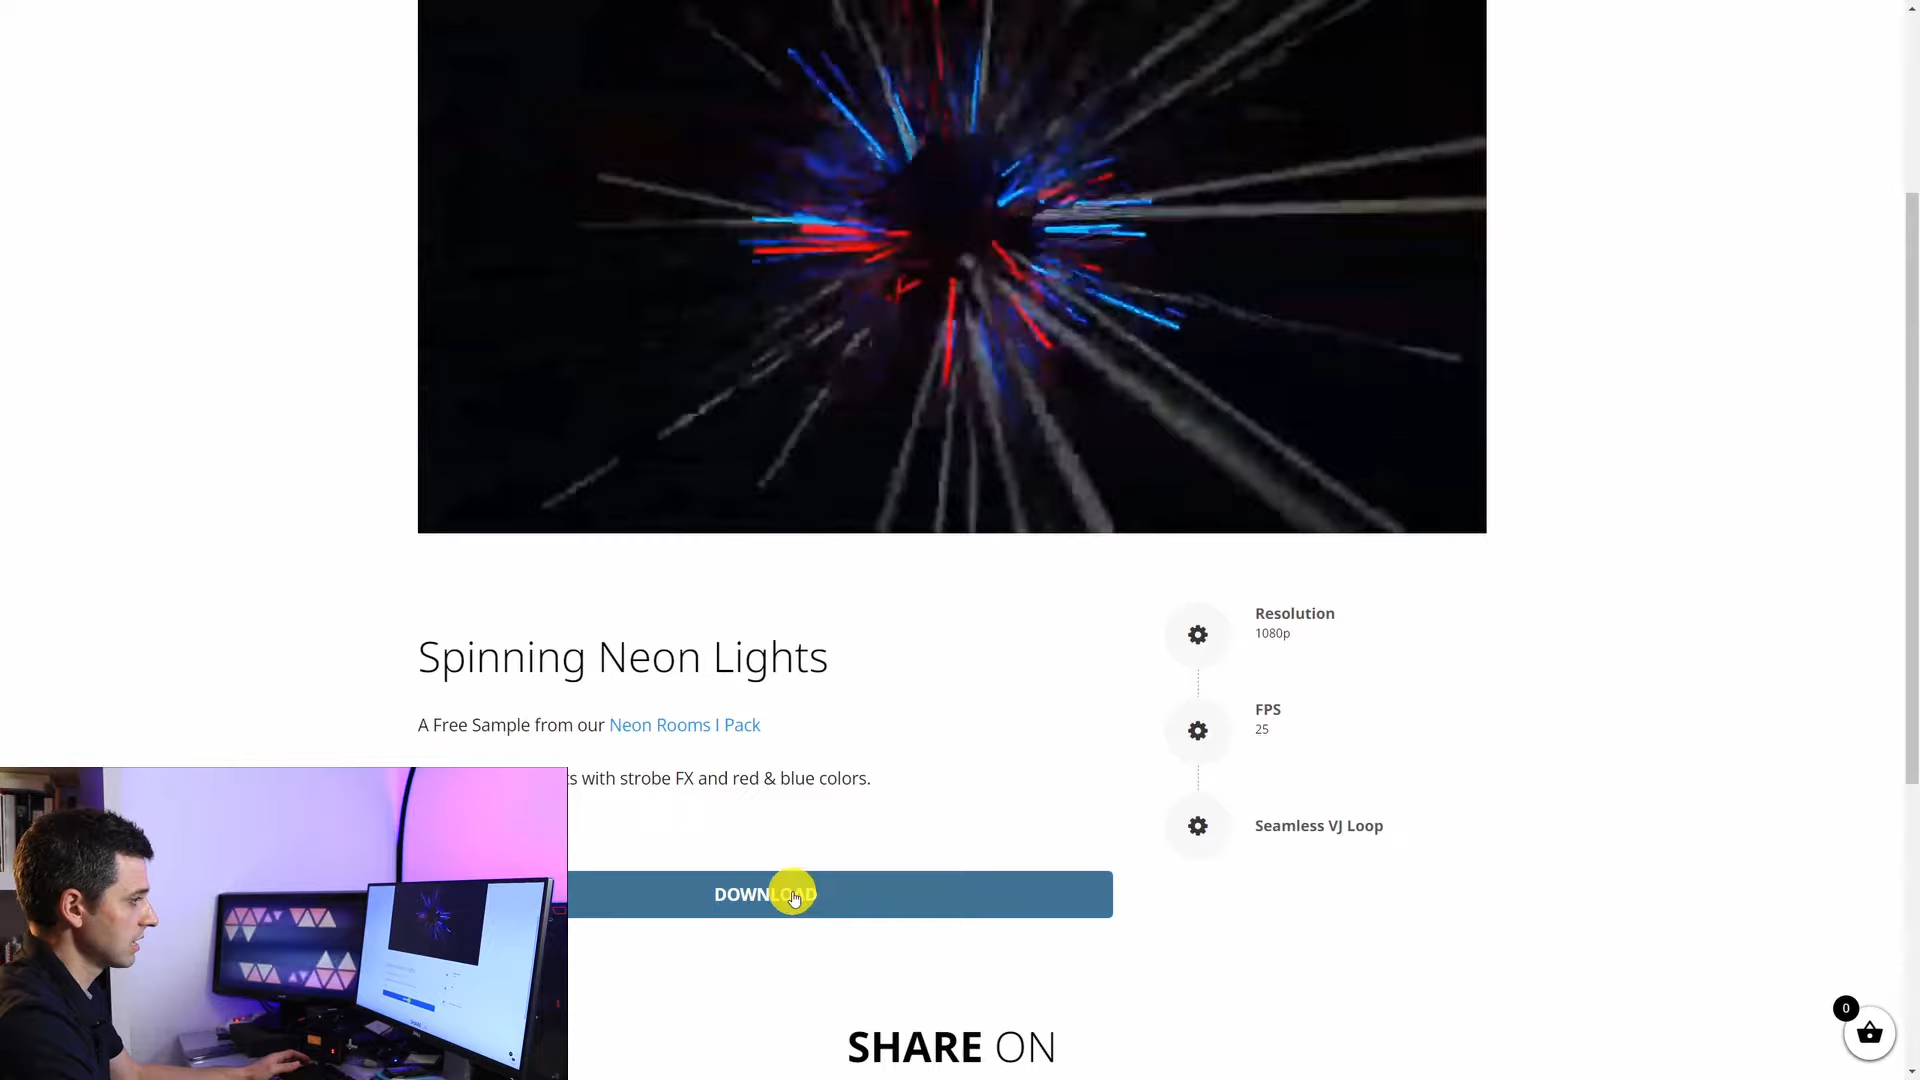 Spinning Neon Lights
A Free Sample from our Neon Rooms I Pack
with strobe FX and red & blue colors.
DOWNLOAD
Resolution
1080p
FPS
25
Seamless VJ Loop
SHARE ON
0